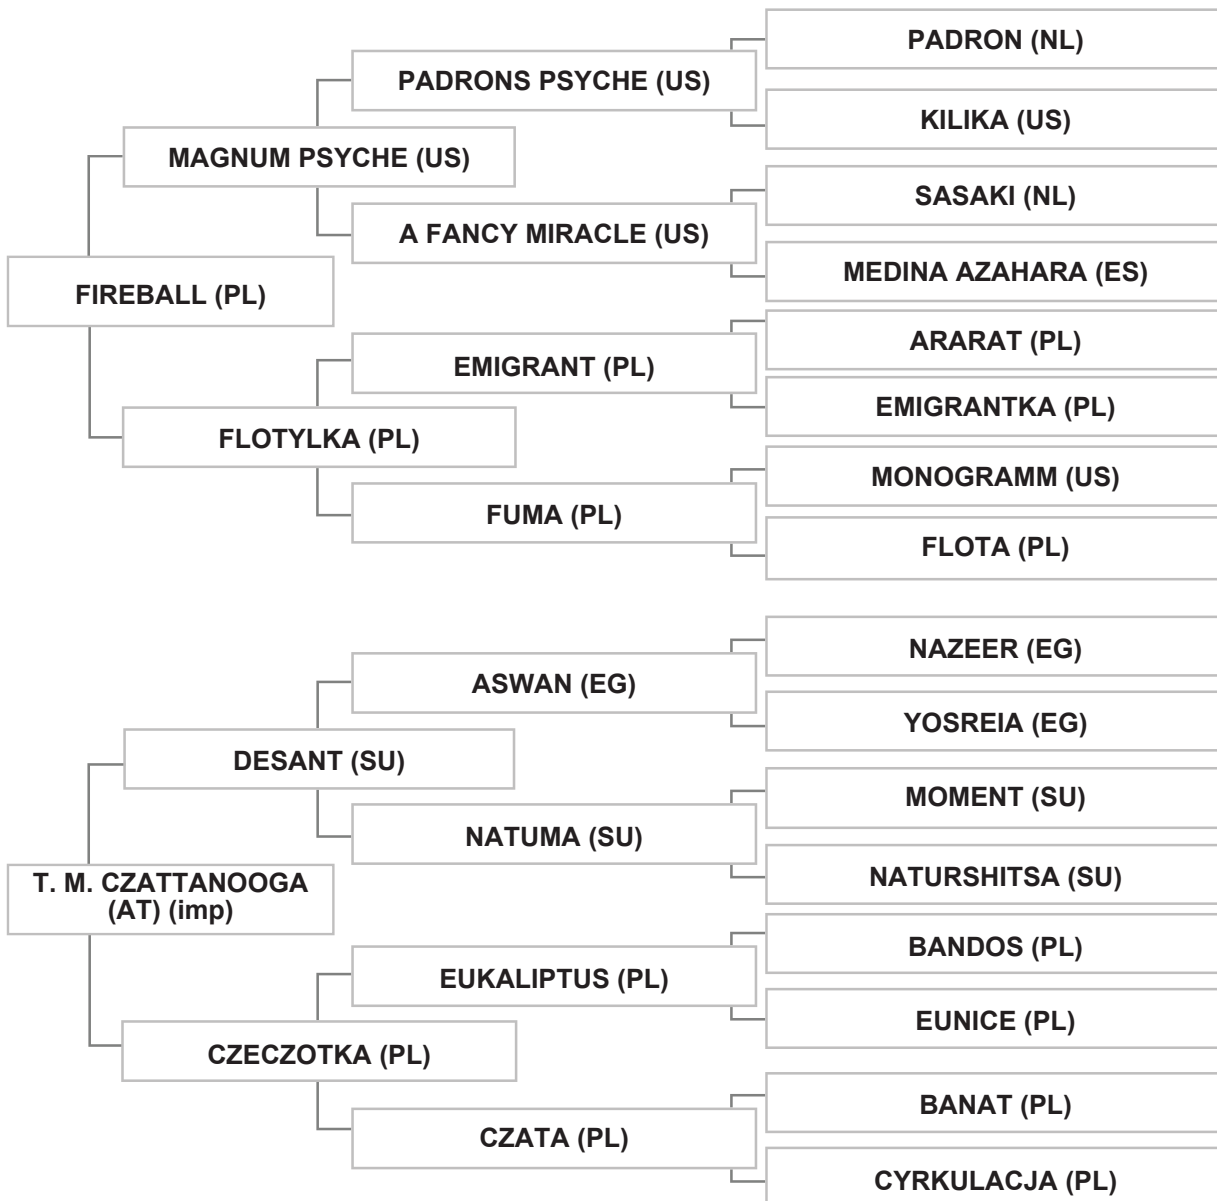 PADRON (NL)
PADRONS PSYCHE (US)
KILIKA (US)
MAGNUM PSYCHE (US)
SASAKI (NL)
A FANCY MIRACLE (US)
MEDINA AZAHARA (ES)
FIREBALL (PL)
ARARAT (PL)
EMIGRANT (PL)
EMIGRANTKA (PL)
FLOTYLKA (PL)
MONOGRAMM (US)
FUMA (PL)
FLOTA (PL)
NAZEER (EG)
ASWAN (EG)
YOSREIA (EG)
DESANT (SU)
MOMENT (SU)
NATUMA (SU)
NATURSHITSA (SU)
T. M. CZATTANOOGA
(AT) (imp)
BANDOS (PL)
EUKALIPTUS (PL)
EUNICE (PL)
CZECZOTKA (PL)
BANAT (PL)
CZATA (PL)
CYRKULACJA (PL)